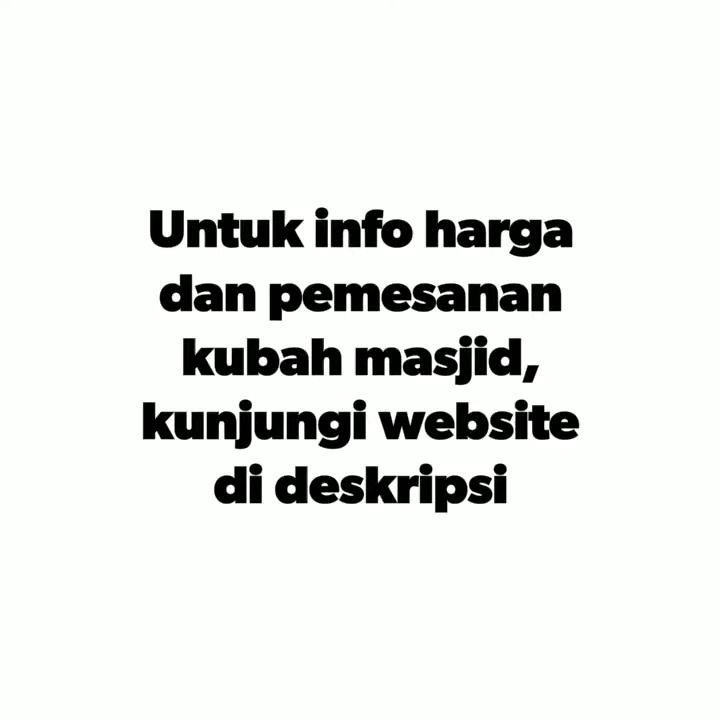 Untuk info harga
dan pemesanan
kubah masjid,
kunjungi website
di deskripsi